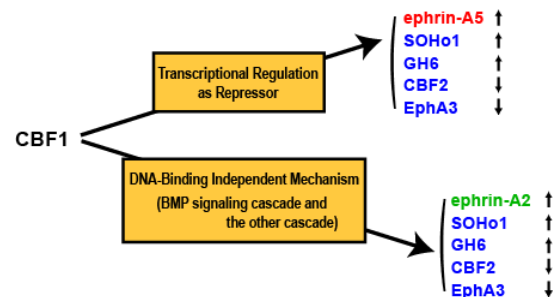 CBF1
Transcriptional Regulation
as Repressor
ephrin-A5 ↑
SOHo1 ↑
GH6 ↑
CBF2 ↓
EphA3 ↓
DNA-Binding Independent Mechanism
(BMP signaling cascade and
the other cascade)
ephrin-A2 ↑
SOHo1 ↑
GH6 ↑
CBF2 ↓
EphA3 ↓